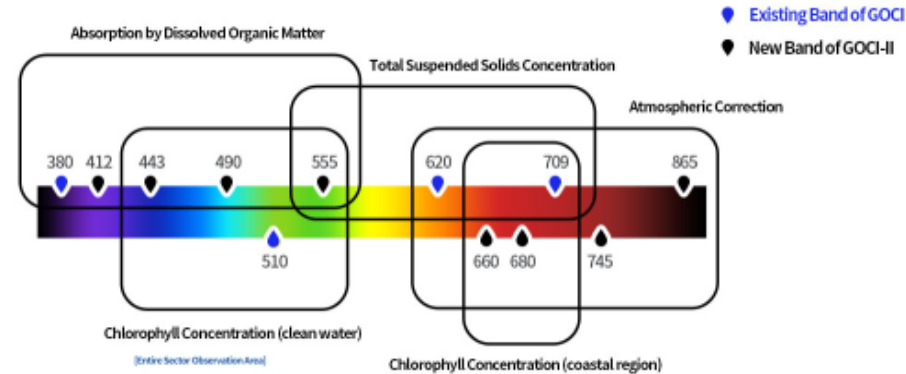 Existing Band of GOCI
Absorption by Dissolved Organic Matter
New Band of GOCI-II
Total Suspended Solids Concentration
Atmospheric Correction
380 412 443 490 555 620 709 865
510 660 680 745
Chlorophyll Concentration (clean water)
[Entire Sector Observation Area]
Chlorophyll Concentration (coastal region)